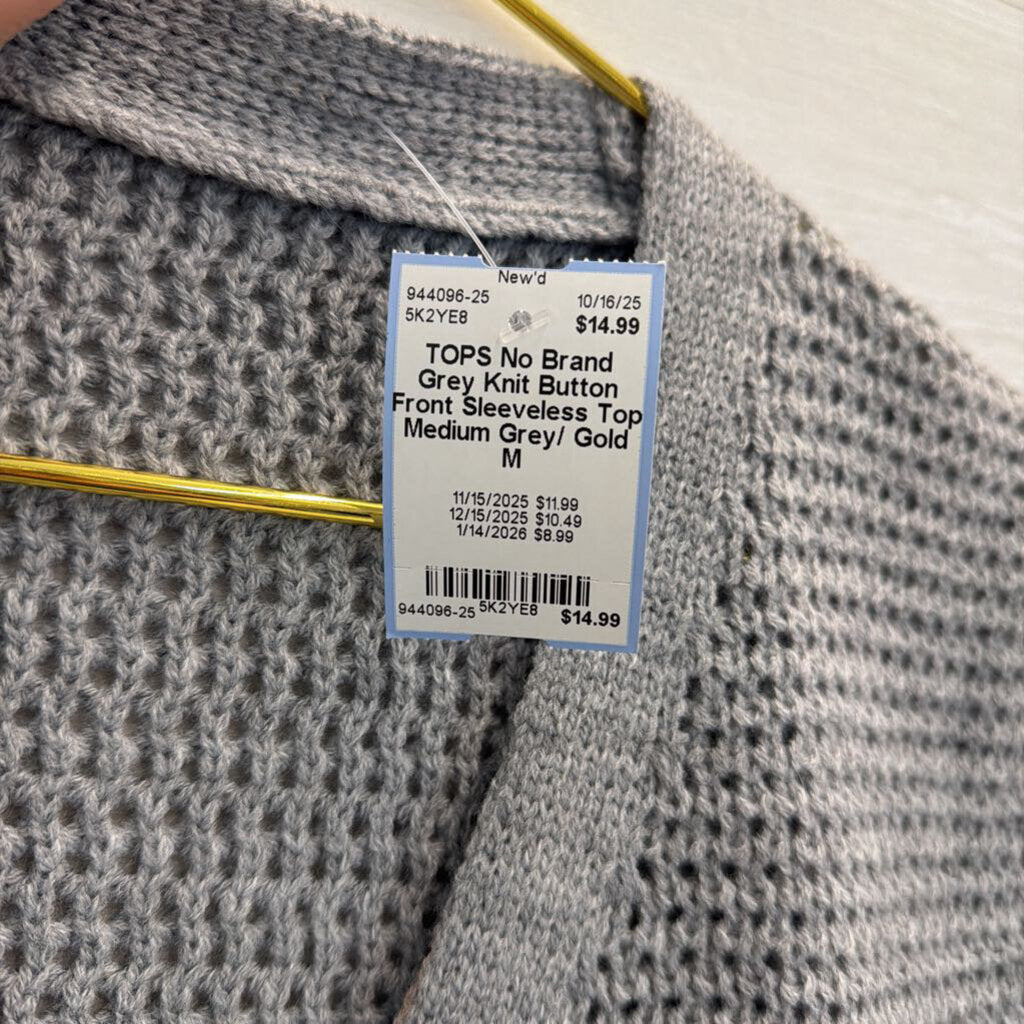 New'd
944096-25 10/16/25
5K2YE8 $14.99
TOPS No Brand
Grey Knit Button
Front Sleeveless Top
Medium Grey/ Gold
M
11/15/2025 $11.99
12/15/2025 $10.49
1/14/2026 $8.99
944096-25 5K2YE8 $14.99